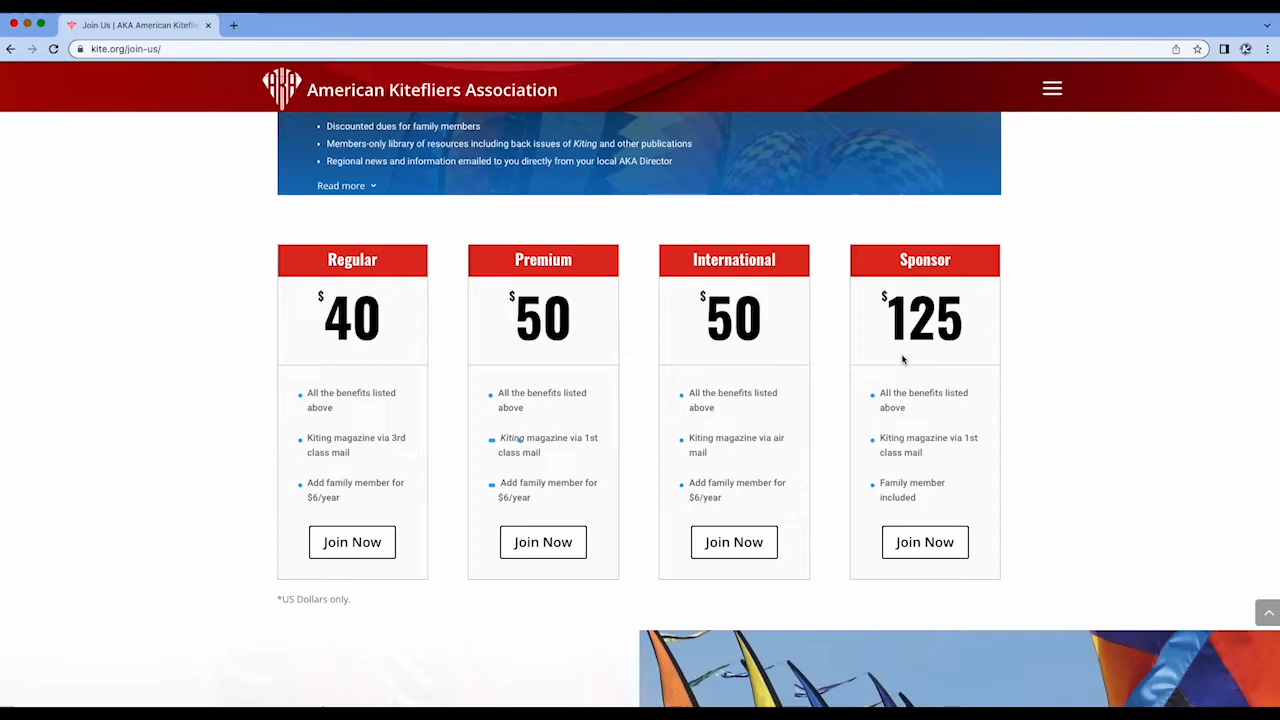 Join Us | AKA American Kitefli
kite.org/join-us/
AKA
American Kitefliers Association
Discounted dues for family members
Members-only library of resources including back issues of Kiting and other publications
Regional news and information emailed to you directly from your local AKA Director
Read more
Regular
$40
All the benefits listed
above
Kiting magazine via 3rd
class mail
Add family member for
$6/year
Join Now
Premium
$50
All the benefits listed
above
Kiting magazine via 1st
class mail
Add family member for
$6/year
Join Now
International
$50
All the benefits listed
above
Kiting magazine via air
mail
Add family member for
$6/year
Join Now
Sponsor
$125
All the benefits listed
above
Kiting magazine via 1st
class mail
Family member
included
Join Now
*US Dollars only.